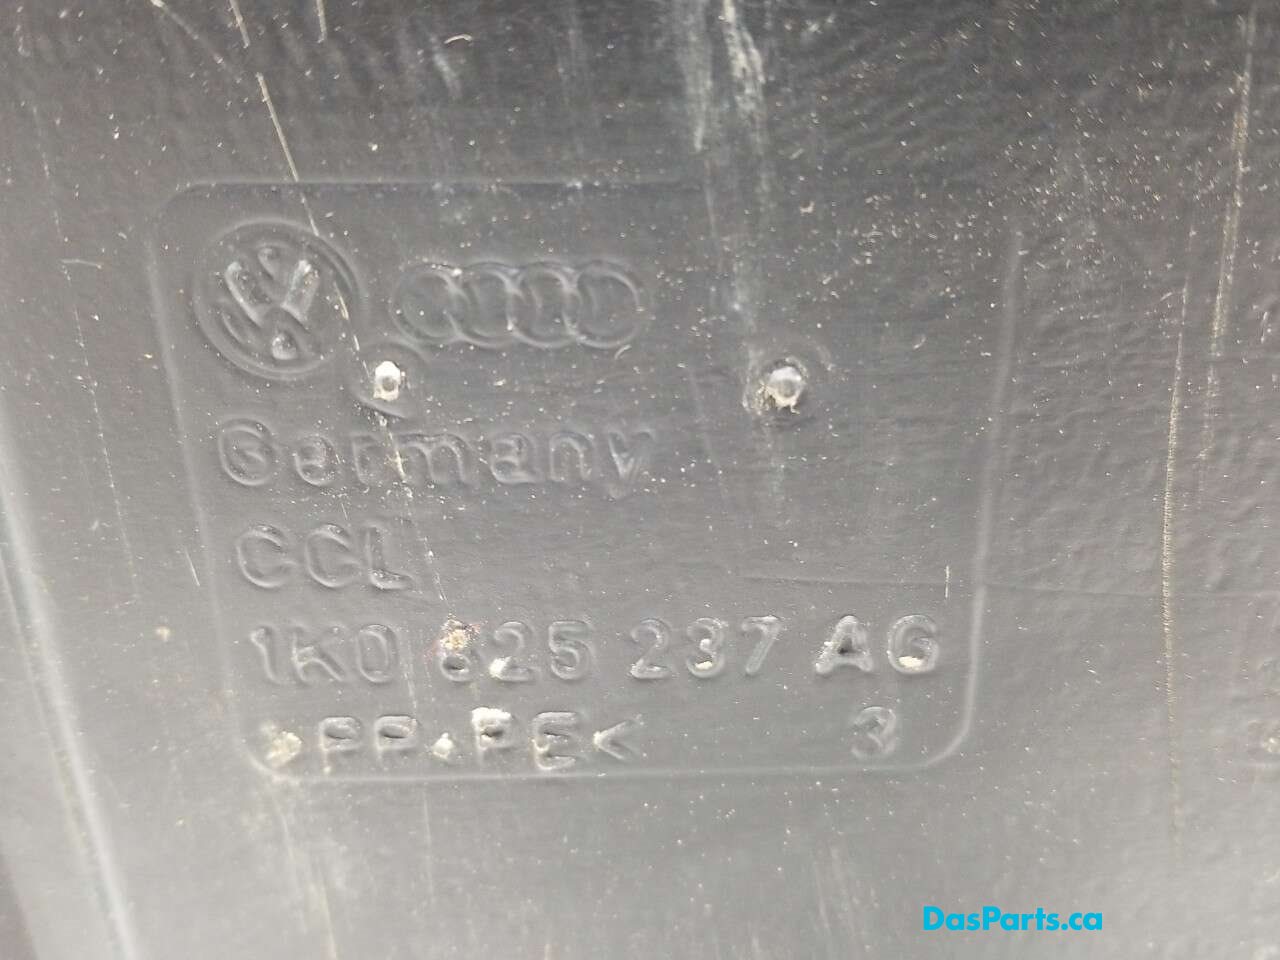 Germany
CCL
1K0 825 237 AG
>PP+PE< 3
DasParts.ca